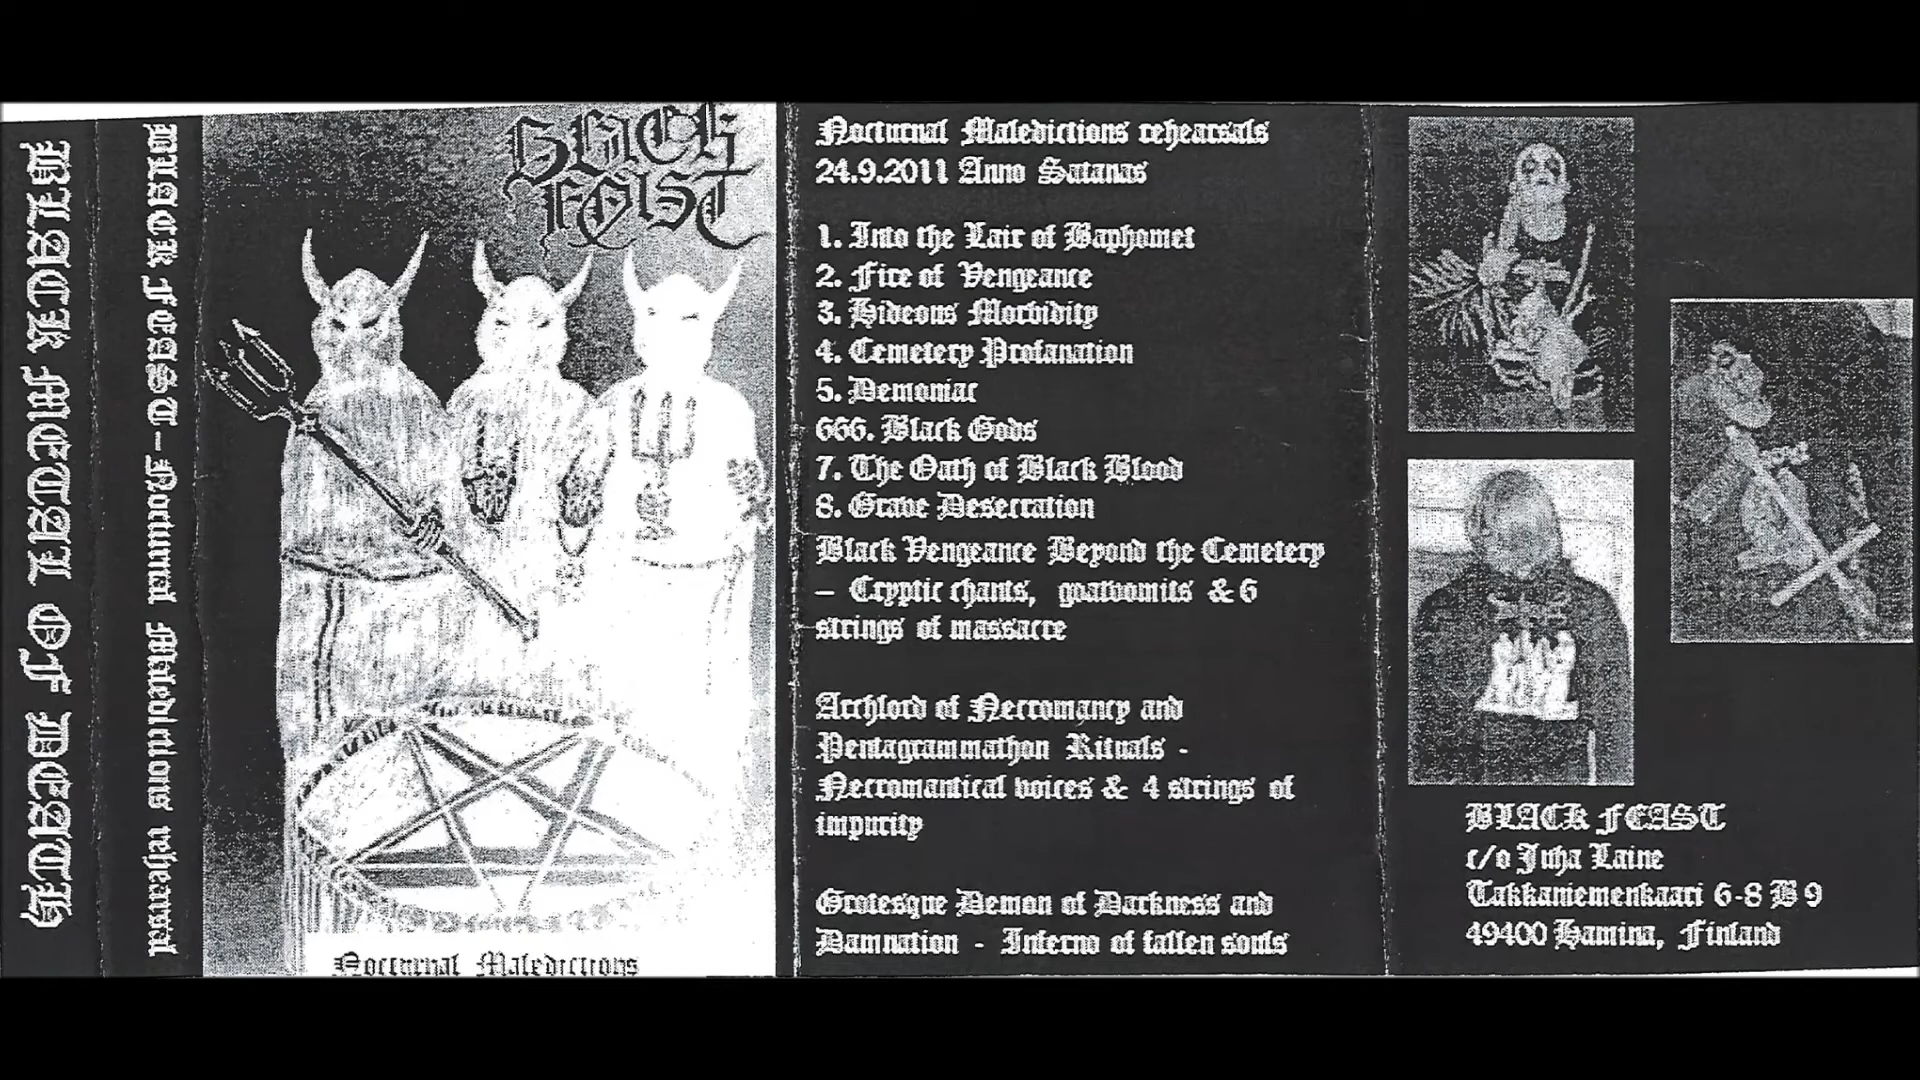 BLACK METAL OF DEATH
BLACK FEAST - Nocturnal Maledictions rehearsal
BLACK FEAST
Nocturnal Maledictions
Nocturnal Maledictions rehearsals
24.9.2011 Anno Satanas
1. Into the Lair of Baphomet
2. Fire of Vengeance
3. Hideous Morbidity
4. Cemetery Profanation
5. Demoniac
666. Black Gods
7. The Oath of Black Blood
8. Grave Desecration
Black Vengeance Beyond the Cemetery
- Cryptic chants, goatvomits & 6
strings of massacre
Archlord of Necromancy and
Pentagrammathon Rituals -
Necromantical voices & 4 strings of
impurity
Grotesque Demon of Darkness and
Damnation - Inferno of fallen souls
BLACK FEAST
c/o Juha Laine
Takkaniemenkaari 6-8 B 9
49400 Hamina, Finland